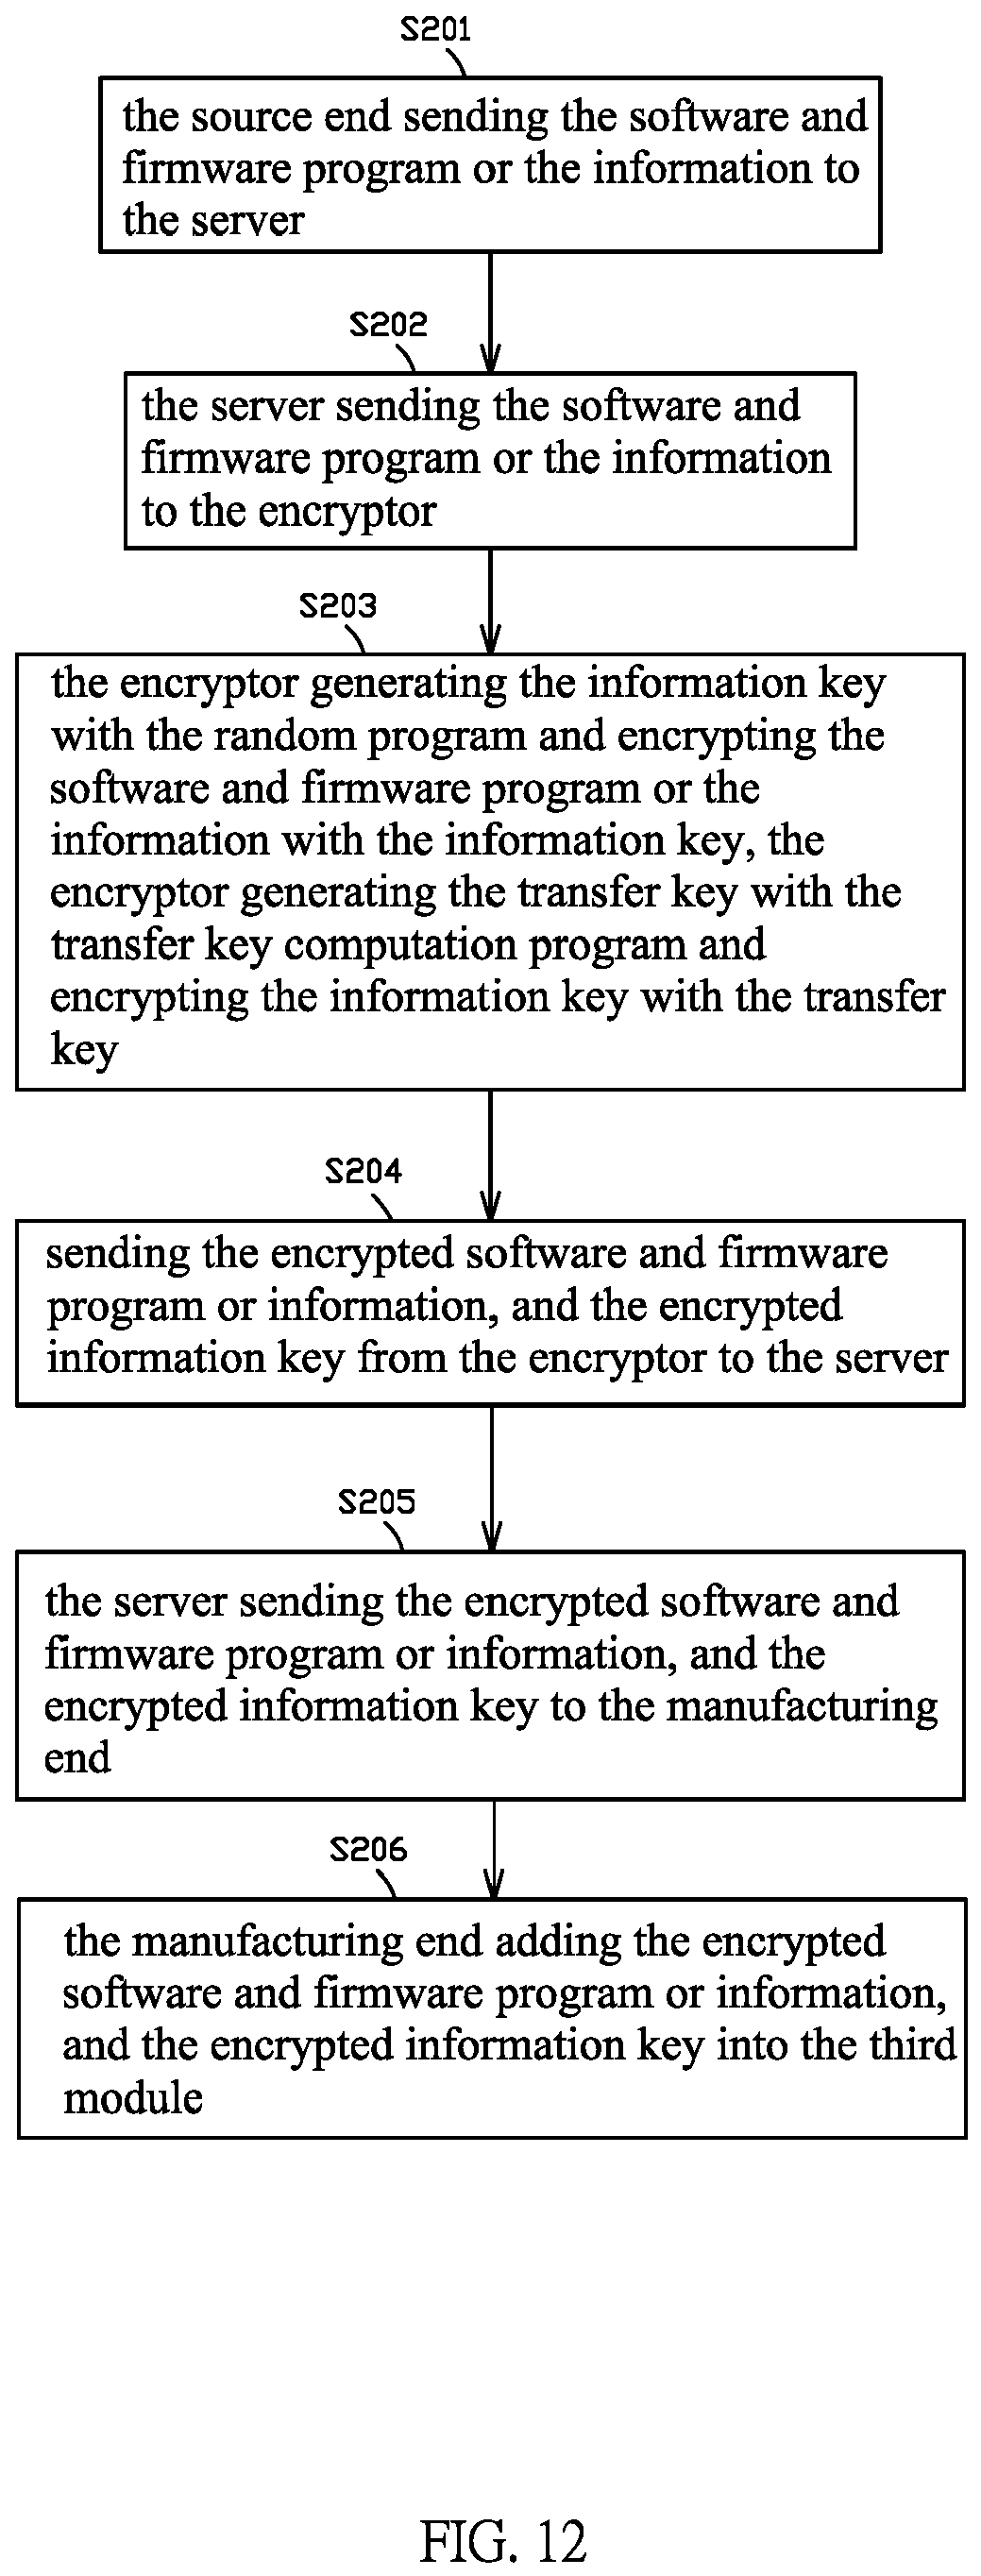 S201
the source end sending the software and
firmware program or the information to
the server
S202
the server sending the software and
firmware program or the information
to the encryptor
S203
the encryptor generating the information key
with the random program and encrypting the
software and firmware program or the
information with the information key, the
encryptor generating the transfer key with the
transfer key computation program and
encrypting the information key with the transfer
key
S204
sending the encrypted software and firmware
program or information, and the encrypted
information key from the encryptor to the server
S205
the server sending the encrypted software and
firmware program or information, and the
encrypted information key to the manufacturing
end
S206
the manufacturing end adding the encrypted
software and firmware program or information,
and the encrypted information key into the third
module
FIG. 12